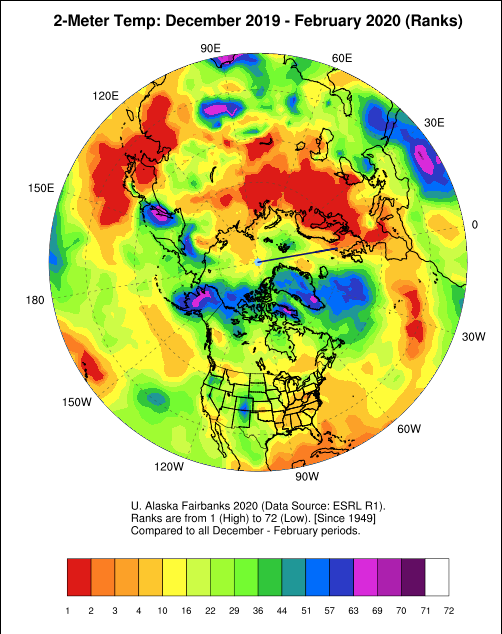 2-Meter Temp: December 2019 - February 2020 (Ranks)
90E
60E
120E
30E
150E
0
180
30W
150W
60W
120W
90W
U. Alaska Fairbanks 2020 (Data Source: ESRL R1).
Ranks are from 1 (High) to 72 (Low). [Since 1949]
Compared to all December - February periods.
1 2 3 4 10 16 22 29 36 44 51 57 63 69 70 71 72